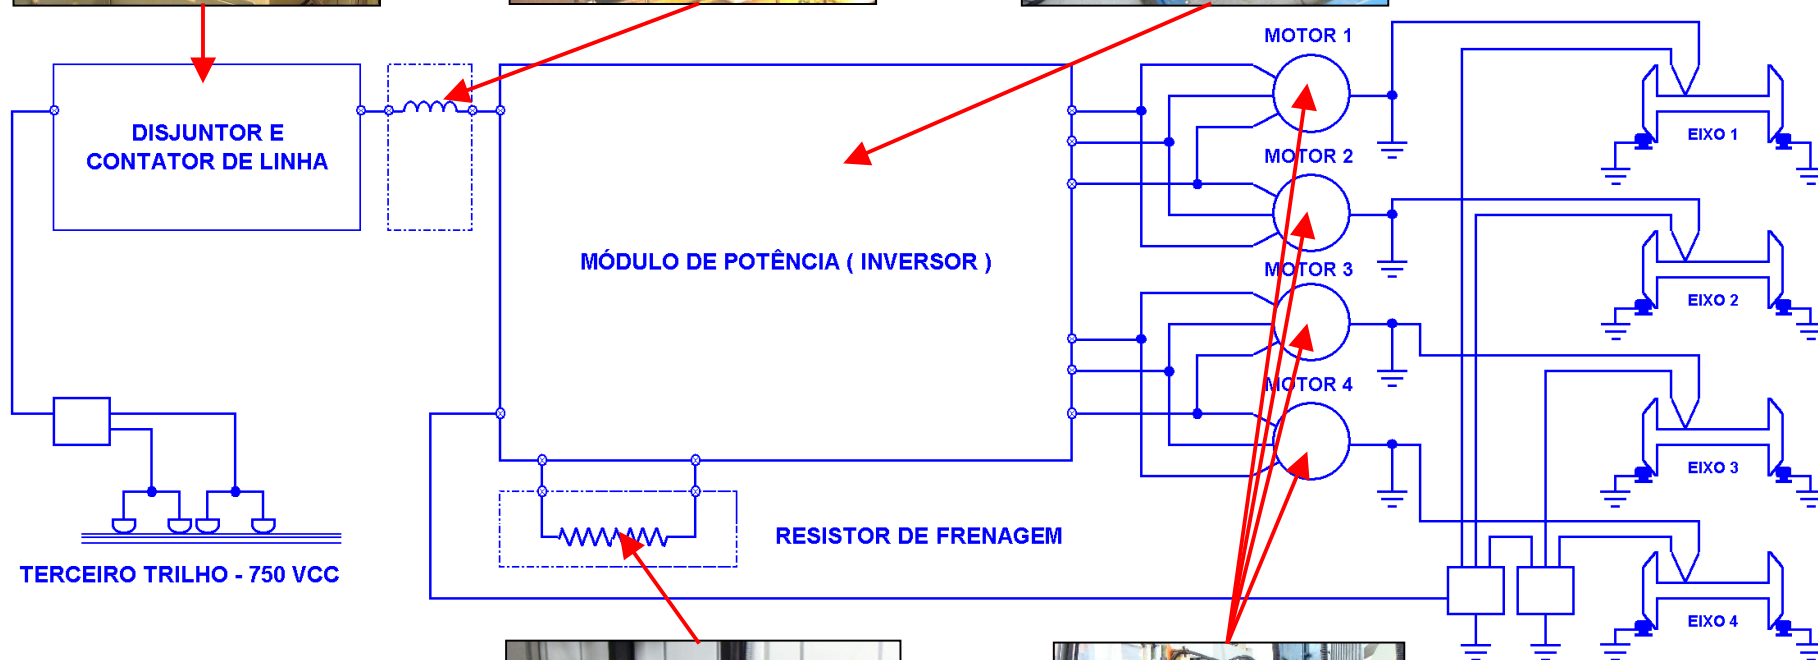 MOTOR 1
DISJUNTOR E
CONTATOR DE LINHA
EIXO 1
MOTOR 2
MÓDULO DE POTÊNCIA ( INVERSOR )
MOTOR 3
EIXO 2
MOTOR 4
EIXO 3
RESISTOR DE FRENAGEM
TERCEIRO TRILHO - 750 VCC
EIXO 4